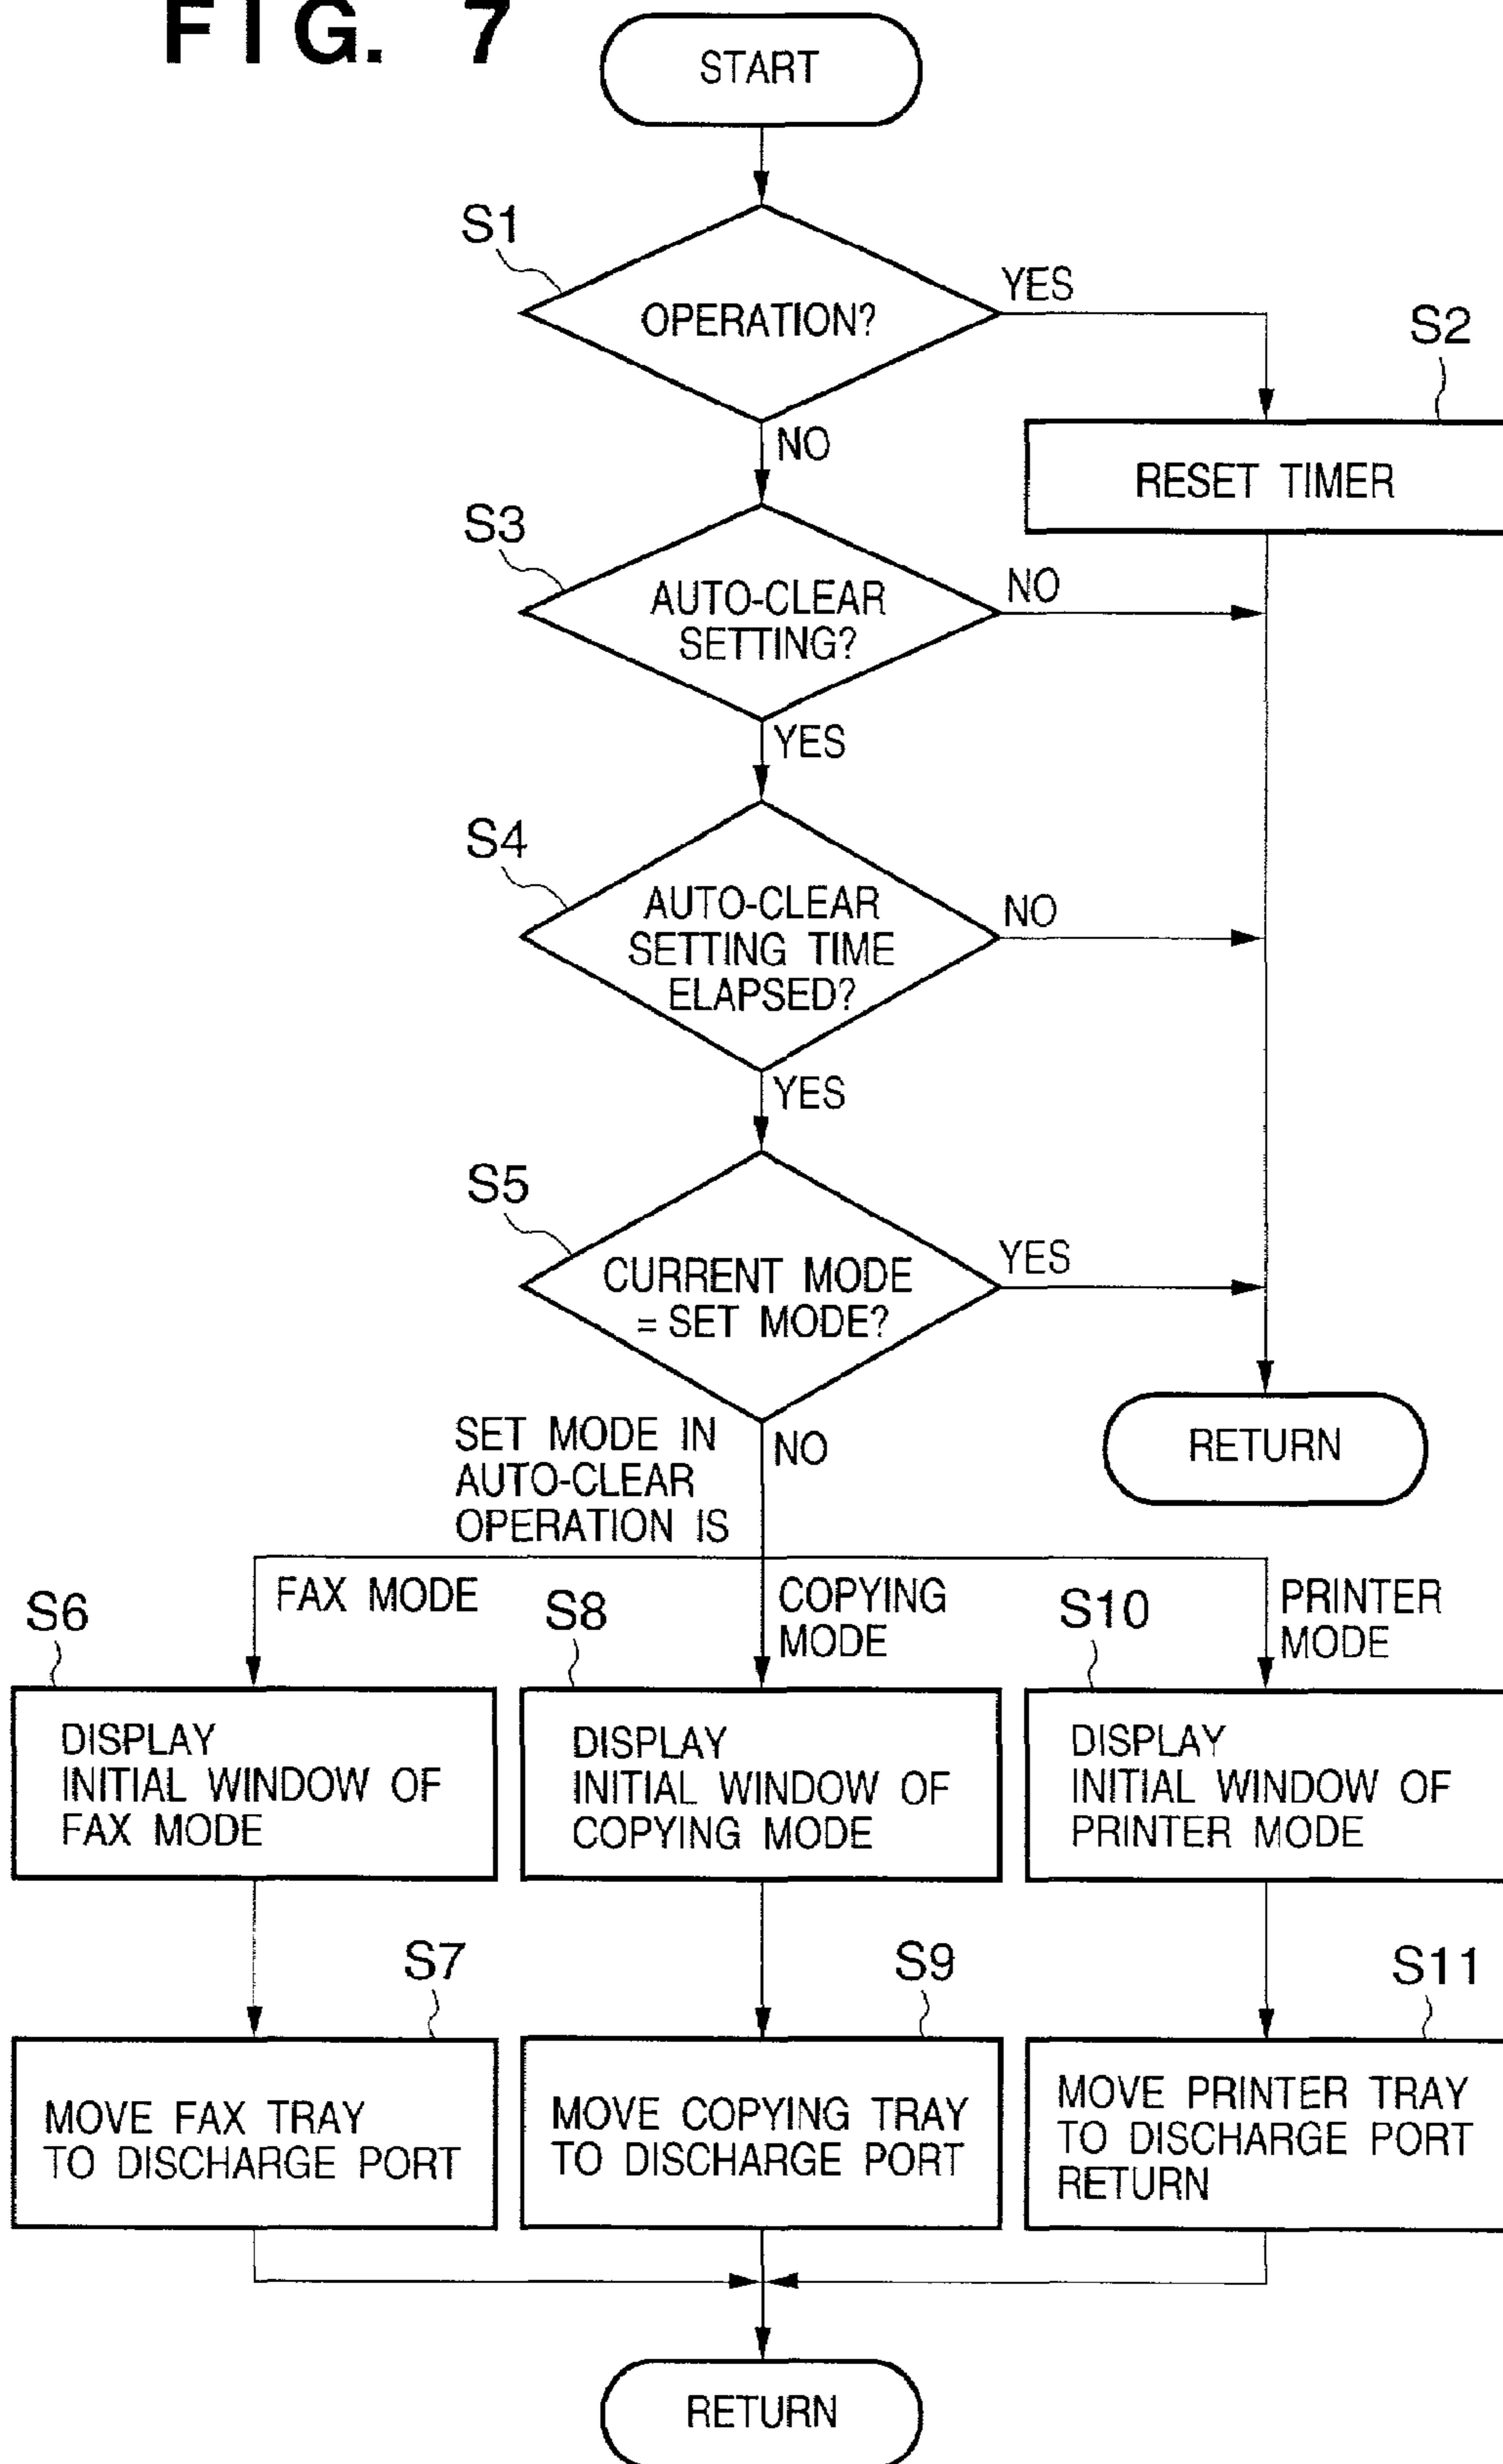 FIG. 7
START
S1
OPERATION?
YES
S2
RESET TIMER
NO
S3
AUTO-CLEAR
SETTING?
NO
YES
S4
AUTO-CLEAR
SETTING TIME
ELAPSED?
NO
YES
S5
CURRENT MODE
= SET MODE?
YES
RETURN
NO
SET MODE IN
AUTO-CLEAR
OPERATION IS
FAX MODE
S6
DISPLAY
INITIAL WINDOW OF
FAX MODE
COPYING
MODE
S8
DISPLAY
INITIAL WINDOW OF
COPYING MODE
PRINTER
MODE
S10
DISPLAY
INITIAL WINDOW OF
PRINTER MODE
S7
MOVE FAX TRAY
TO DISCHARGE PORT
S9
MOVE COPYING TRAY
TO DISCHARGE PORT
S11
MOVE PRINTER TRAY
TO DISCHARGE PORT
RETURN
RETURN